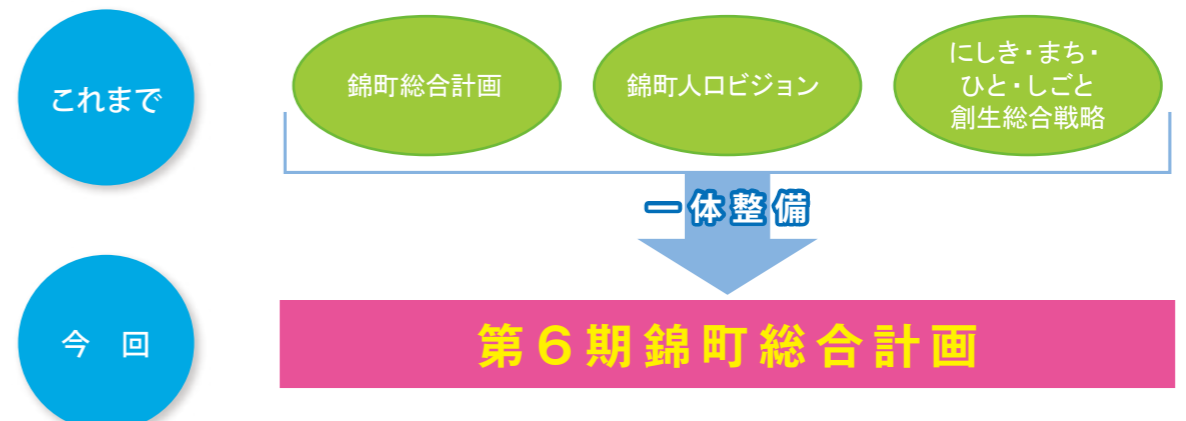 これまで
錦町総合計画
錦町人口ビジョン
にしき・まち・
ひと・しごと
創生総合戦略
一体整備
今　回
第６期錦町総合計画